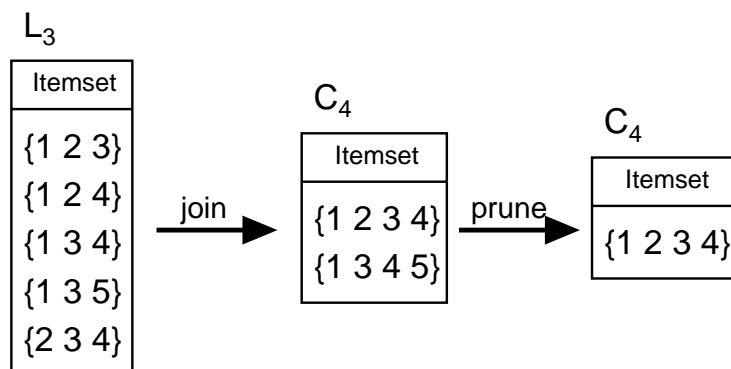 L3
Itemset
{1 2 3}
{1 2 4}
{1 3 4}
{1 3 5}
{2 3 4}
join
C4
Itemset
{1 2 3 4}
{1 3 4 5}
prune
C4
Itemset
{1 2 3 4}